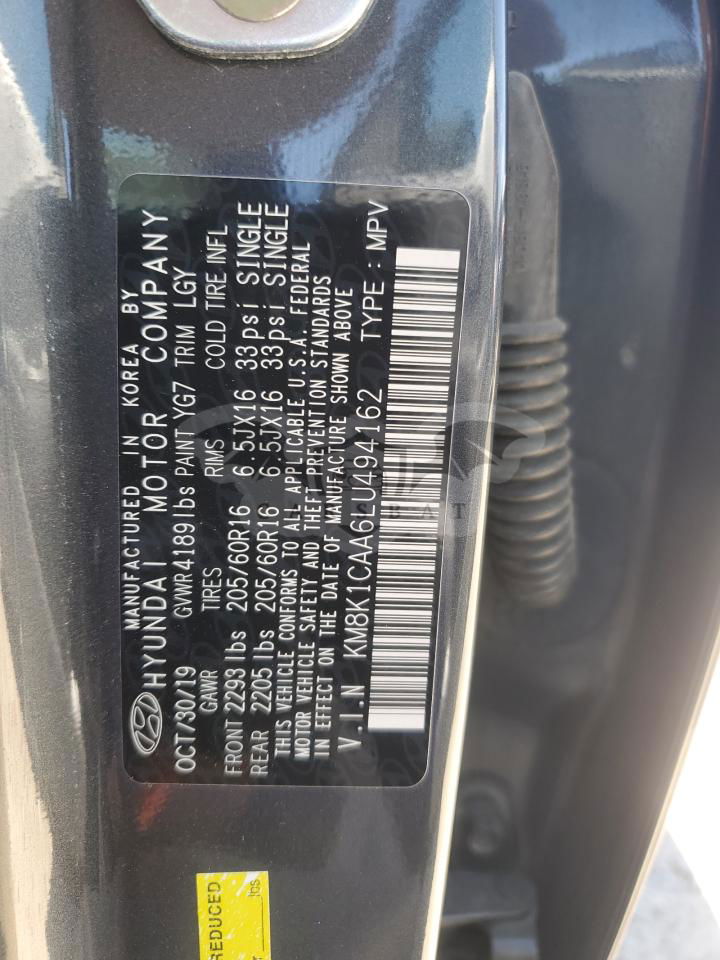 MANUFACTURED IN KOREA BY
HYUNDAI MOTOR COMPANY
OCT/30/19 GVWR 4189 lbs PAINT YG7 TRIM LGY
GAWR TIRES RIMS COLD TIRE INFL
FRONT 2293 lbs 205/60R16 6.5JX16 33psi SINGLE
REAR 2205 lbs 205/60R16 6.5JX16 33psi SINGLE
THIS VEHICLE CONFORMS TO ALL APPLICABLE U.S.A. FEDERAL
MOTOR VEHICLE SAFETY AND THEFT PREVENTION STANDARDS
IN EFFECT ON THE DATE OF MANUFACTURE SHOWN ABOVE
V.I.N KM8K1CAA6LU494162 TYPE : MPV
REDUCED
lbs